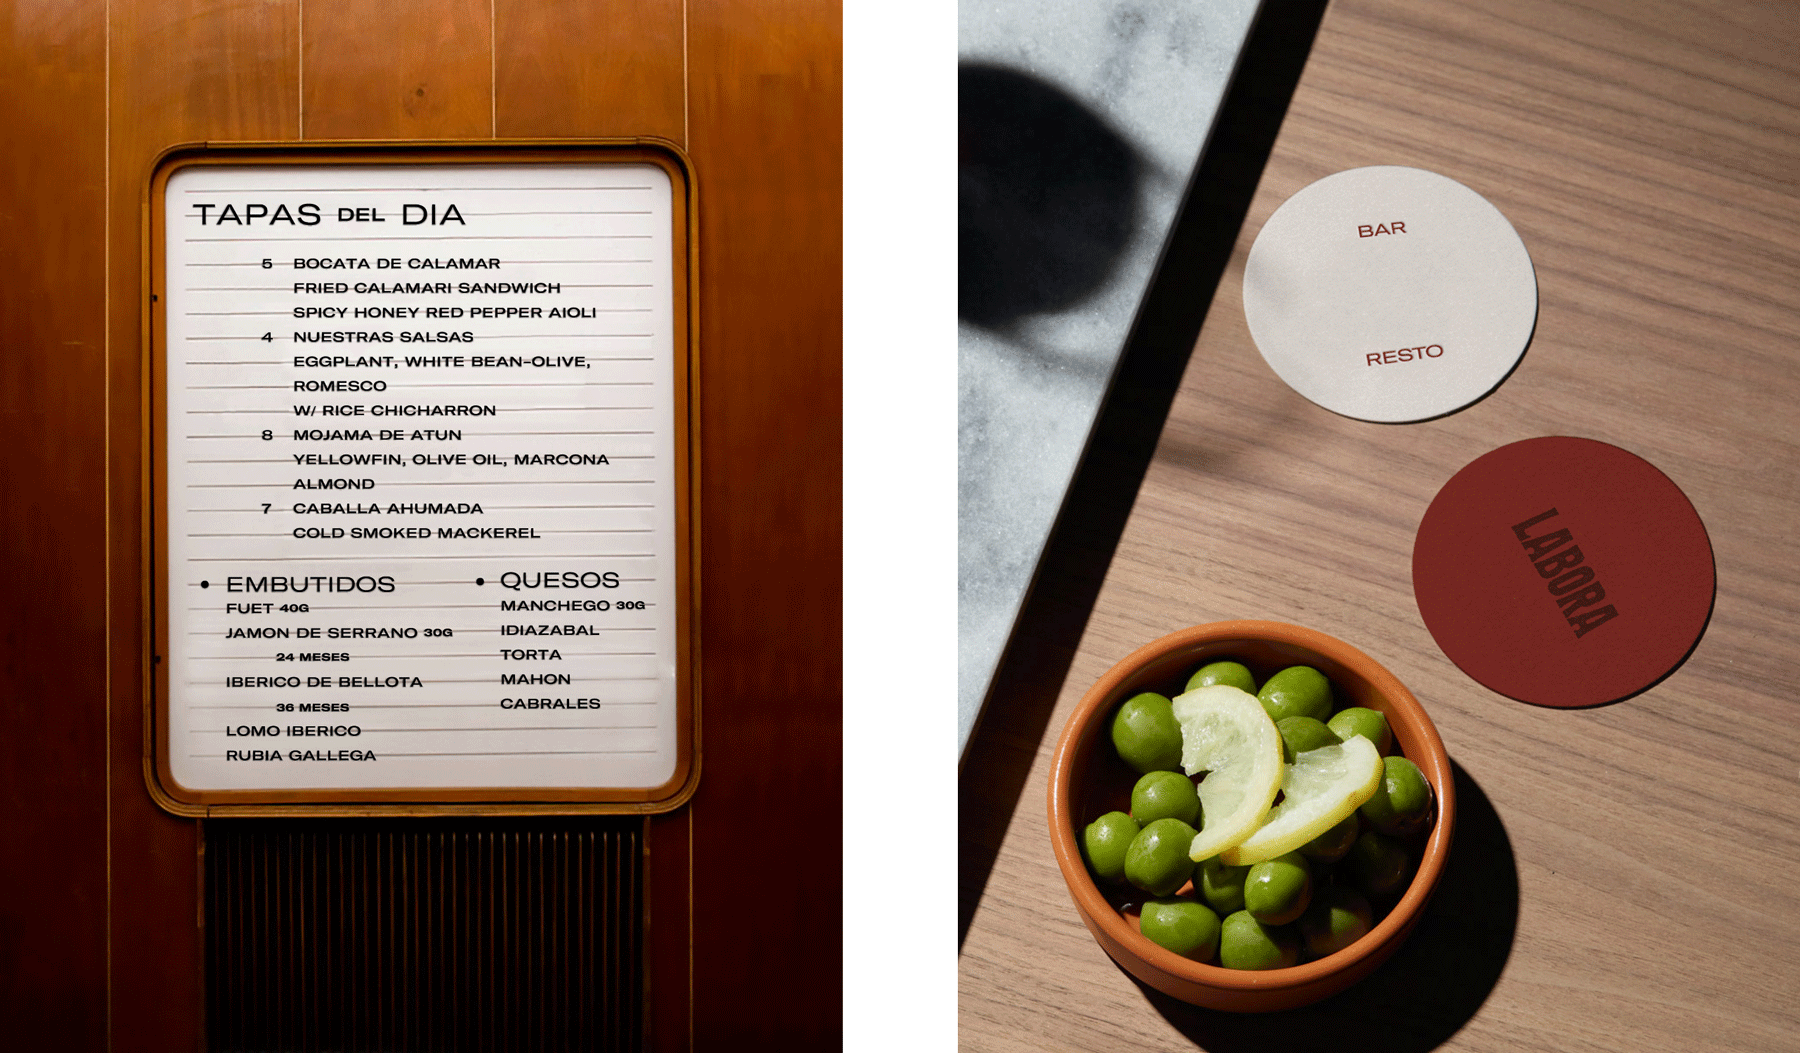 TAPAS DEL DIA
5 BOCATA DE CALAMAR
FRIED CALAMARI SANDWICH
SPICY HONEY RED PEPPER AIOLI
4 NUESTRAS SALSAS
EGGPLANT, WHITE BEAN-OLIVE,
ROMESCO
W/ RICE CHICHARRON
8 MOJAMA DE ATUN
YELLOWFIN, OLIVE OIL, MARCONA
ALMOND
7 CABALLA AHUMADA
COLD SMOKED MACKEREL
• EMBUTIDOS
FUET 40G
JAMON DE SERRANO 30G
24 MESES
IBERICO DE BELLOTA
36 MESES
LOMO IBERICO
RUBIA GALLEGA
• QUESOS
MANCHEGO 30G
IDIAZABAL
TORTA
MAHON
CABRALES
BAR
RESTO
LABORA